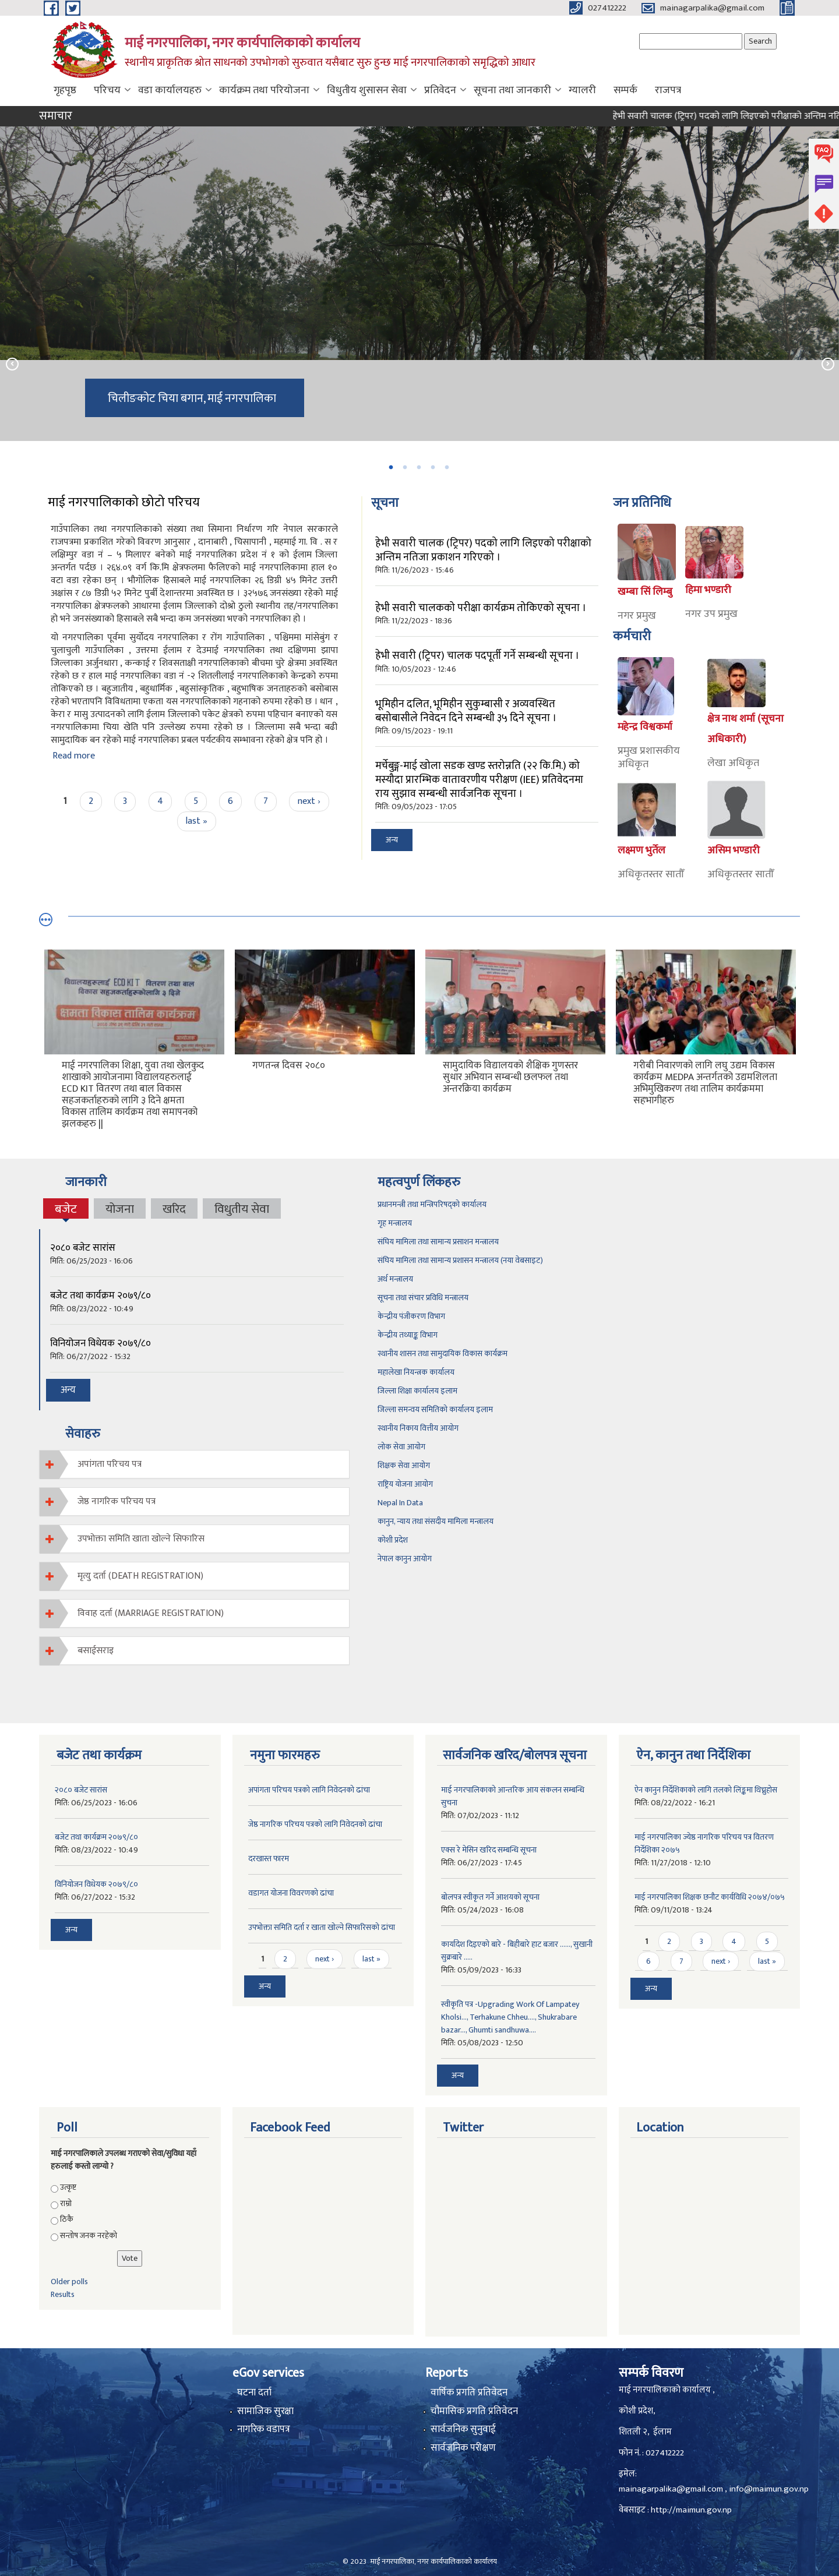 027412222
mainagarpalika@gmail.com
माई नगरपालिका, नगर कार्यपालिकाको कार्यालय
स्थानीय प्राकृतिक श्रोत साधनको उपभोगको सुरुवात यसैबाट सुरु हुन्छ माई नगरपालिकाको समृद्धिको आधार
Search
गृहपृष्ठ परिचय वडा कार्यालयहरु कार्यक्रम तथा परियोजना विधुतीय शुसासन सेवा प्रतिवेदन सूचना तथा जानकारी ग्यालरी सम्पर्क राजपत्र
समाचार
हेभी सवारी चालक (ट्रिपर) पदको लागि लिइएको परीक्षाको अन्तिम
FAQ
चिलीङकोट चिया बगान, माई नगरपालिका
माई नगरपालिकाको छोटो परिचय
गाउँपालिका तथा नगरपालिकाको संख्या तथा सिमाना निर्धारण गरि नेपाल सरकारले
राजपत्रमा प्रकाशित गरेको विवरण अनुसार , दानाबारी , चिसापानी , महमाई गा. वि . स र
लक्षिमपुर वडा नं – ५ मिलाएर बनेको माई नगरपालिका प्रदेश नं १ को ईलाम जिल्ला
अन्तर्गत पर्दछ । २६४.०९ वर्ग कि.मि क्षेत्रफलमा फैलिएको माई नगरपालिकामा हाल १०
वटा वडा रहेका छन् । भौगोलिक हिसाबले माई नगरपालिका २६ डिग्री ४५ मिनेट उत्तरी
अक्षांस र ८७ डिग्री ५२ मिनेट पुर्बी देशान्तरमा अवस्थित छ । ३२५७६ जनसंख्या रहेको माई
नगरपालिका क्षेत्रफलको आधारमा ईलाम जिल्लाको दोश्रो ठुलो स्थानीय तह/नगरपालिका
हो भने जनसंख्याको हिसाबले सबै भन्दा कम जनसंख्या भएको नगरपालिका हो ।
यो नगरपालिका पूर्वमा सुर्योदय नगरपालिका र रोंग गाउँपालिका , पश्चिममा मांसेबुंग र
चुलाचुली गाउँपालिका , उत्तरमा ईलाम र देउमाई नगरपालिका तथा दक्षिणमा झापा
जिल्लाका अर्जुनधारा , कन्काई र शिवसताक्षी नगरपालिकाको बीचमा चुरे क्षेत्रमा अवस्थित
रहेको छ र हाल माई नगरपालिका वडा नं -२ शितलीलाई नगरपालिकाको केन्द्रको रुपमा
तोकिएको छ । बहुजातीय , बहुधार्मिक , बहुसांस्कृतिक , बहुभाषिक जनताहरुको बसोबास
रहेको भएतापनि विविधतामा एकता यस नगरपालिकाको गहनाको रुपमा रहेको छ । धान ,
केरा र मासु उत्पादनको लागि ईलाम जिल्लाको पकेट क्षेत्रको रुपमा पहिचान बनाएको यस
नगरपालिकामा चिया खेति पनि उल्लेख्य रुपमा रहेको छ । जिल्लामा सबै भन्दा बढी
सामुदायिक बन रहेको माई नगरपालिका प्रबल पर्यटकीय सम्भावना रहेको क्षेत्र पनि हो ।
Read more
1 2 3 4 5 6 7 next ›
last »
सूचना
हेभी सवारी चालक (ट्रिपर) पदको लागि लिइएको परीक्षाको
अन्तिम नतिजा प्रकाशन गरिएको ।
मिति: 11/26/2023 - 15:46
हेभी सवारी चालकको परीक्षा कार्यक्रम तोकिएको सूचना ।
मिति: 11/22/2023 - 18:36
हेभी सवारी (ट्रिपर) चालक पदपूर्ती गर्ने सम्बन्धी सूचना ।
मिति: 10/05/2023 - 12:46
भूमिहीन दलित, भूमिहीन सुकुम्बासी र अव्यवस्थित
बसोबासीले निवेदन दिने सम्बन्धी ३५ दिने सूचना ।
मिति: 09/15/2023 - 19:11
खोला सडक खण्ड स्तरोन्नति (२२ कि.मि.) को
मस्यौदा प्रारम्भिक वातावरणीय परीक्षण (IEE) प्रतिवेदनमा
राय सुझाव सम्बन्धी सार्वजनिक सूचना ।
मिति: 09/05/2023 - 17:05
अन्य
जन प्रतिनिधि
खम्बा सिं लिम्बु
नगर प्रमुख
हिमा भण्डारी
नगर उप प्रमुख
कर्मचारी
महेन्द्र विश्वकर्मा
प्रमुख प्रशासकीय
अधिकृत
क्षेत्र नाथ शर्मा (सूचना
अधिकारी)
लेखा अधिकृत
लक्ष्मण भुर्तेल
अधिकृतस्तर सातौँ
असिम भण्डारी
अधिकृतस्तर सातौँ
माई नगरपालिका शिक्षा, युवा तथा खेलकुद
शाखाको आयोजनामा विद्यालयहरुलाई
ECD KIT वितरण तथा बाल विकास
सहजकर्ताहरुको लागि ३ दिने क्षमता
विकास तालिम कार्यक्रम तथा समापनको
झलकहरु ||
गणतन्त्र दिवस २०८०
सामुदायिक विद्यालयको शैक्षिक गुणस्तर
सुधार अभियान सम्बन्धी छलफल तथा
अन्तरक्रिया कार्यक्रम
गरीबी निवारणको लागि लघु उद्यम विकास
कार्यक्रम MEDPA अन्तर्गतको उद्यमशिलता
अभिमुखिकरण तथा तालिम कार्यक्रममा
सहभागीहरु
जानकारी
बजेट योजना खरिद विधुतीय सेवा
२०८० बजेट सारांस
मिति: 06/25/2023 - 16:06
बजेट तथा कार्यक्रम २०७९/८०
मिति: 08/23/2022 - 10:49
विनियोजन विधेयक २०७९/८०
मिति: 06/27/2022 - 15:32
अन्य
सेवाहरु
अपांगता परिचय पत्र
जेष्ठ नागरिक परिचय पत्र
उपभोक्ता समिति खाता खोल्ने सिफारिस
मृत्यु दर्ता (DEATH REGISTRATION)
विवाह दर्ता (MARRIAGE REGISTRATION)
बसाईसराइ
महत्वपुर्ण लिंकहरु
प्रधानमन्त्री तथा मन्त्रिपरिषद्को कार्यालय
गृह मन्त्रालय
संघिय मामिला तथा सामान्य प्रसाशन मन्त्रालय
संघिय मामिला तथा सामान्य प्रशासन मन्त्रालय (नया वेबसाइट)
अर्थ मन्त्रालय
सूचना तथा संचार प्रविधि मन्त्रालय
केन्द्रीय पंजीकरण विभाग
केन्द्रीय तथ्याङ्क विभाग
स्थानीय शासन तथा सामुदायिक विकास कार्यक्रम
महालेखा नियन्त्रक कार्यालय
जिल्ला शिक्षा कार्यालय इलाम
जिल्ला समन्वय समितिको कार्यालय इलाम
स्थानीय निकाय वित्तीय आयोग
लोक सेवा आयोग
शिक्षक सेवा आयोग
राष्ट्रिय योजना आयोग
Nepal In Data
कानुन, न्याय तथा संसदीय मामिला मन्त्रालय
कोशी प्रदेश
नेपाल कानुन आयोग
बजेट तथा कार्यक्रम
२०८० बजेट सारांस
मिति: 06/25/2023 - 16:06
बजेट तथा कार्यक्रम २०७९/८०
मिति: 08/23/2022 - 10:49
विनियोजन विधेयक २०७९/८०
मिति: 06/27/2022 - 15:32
अन्य
नमुना फारमहरु
अपांगता परिचय पत्रको लागि निवेदनको ढांचा
जेष्ठ नागरिक परिचय पत्रको लागि निवेदनको ढांचा
दरखास्त फारम
वडागत योजना विवरणको ढांचा
उपभोक्ता समिति दर्ता र खाता खोल्ने सिफारिसको ढांचा
1 2 next › last »
अन्य
सार्वजनिक खरिद/बोलपत्र सूचना
माई नगरपालिकाको आन्तरिक आय संकलन सम्बन्धि
सुचना
मिति: 07/02/2023 - 11:12
एक्स रे मेसिन खरिद सम्बन्धि सूचना
मिति: 06/27/2023 - 17:45
बोलपत्र स्वीकृत गर्ने आशयको सूचना
मिति: 05/24/2023 - 16:08
कार्यादेश दिइएको बारे - बिहीबारे हाट बजार ......, सुखानी
सुक्रबारे .....
मिति: 05/09/2023 - 16:33
स्वीकृति पत्र -Upgrading Work Of Lampatey
Kholsi..., Terhakune Chheu...., Shukrabare
bazar..., Ghumti sandhuwa....
मिति: 05/08/2023 - 12:50
अन्य
ऐन, कानुन तथा निर्देशिका
ऐन कानुन निर्देशिकाको लागि तलको लिङ्कमा थिच्नुहोस
मिति: 08/22/2022 - 16:21
माई नगरपालिका ज्येष्ठ नागरिक परिचय पत्र वितरण
निर्देशिका २०७५
मिति: 11/27/2018 - 12:10
माई नगरपालिका शिक्षक छनौट कार्यविधि २०७४/०७५
मिति: 09/11/2018 - 13:24
1 2 3 4 5
6 7 next › last »
अन्य
Poll
माई नगरपालिकाले उपलब्ध गराएको सेवा/सुविधा यहाँ
हरुलाई कस्तो लाग्यो ?
उत्कृष्ट
राम्रो
ठिकै
सन्तोष जनक नरहेको
Vote
Older polls
Results
Facebook Feed
Twitter
Location
eGov services
घटना दर्ता
सामाजिक सुरक्षा
नागरिक वडापत्र
Reports
वार्षिक प्रगति प्रतिवेदन
चौमासिक प्रगति प्रतिवेदन
सार्वजनिक सुनुवाई
सार्वजनिक परीक्षण
सम्पर्क विवरण
माई नगरपालिकाको कार्यालय ,
कोशी प्रदेश,
शितली २, ईलाम
फोन नं. : 027412222
इमेल:
mainagarpalika@gmail.com , info@maimun.gov.np
वेबसाइट : http://maimun.gov.np
© 2023 माई नगरपालिका, नगर कार्यपालिकाको कार्यालय